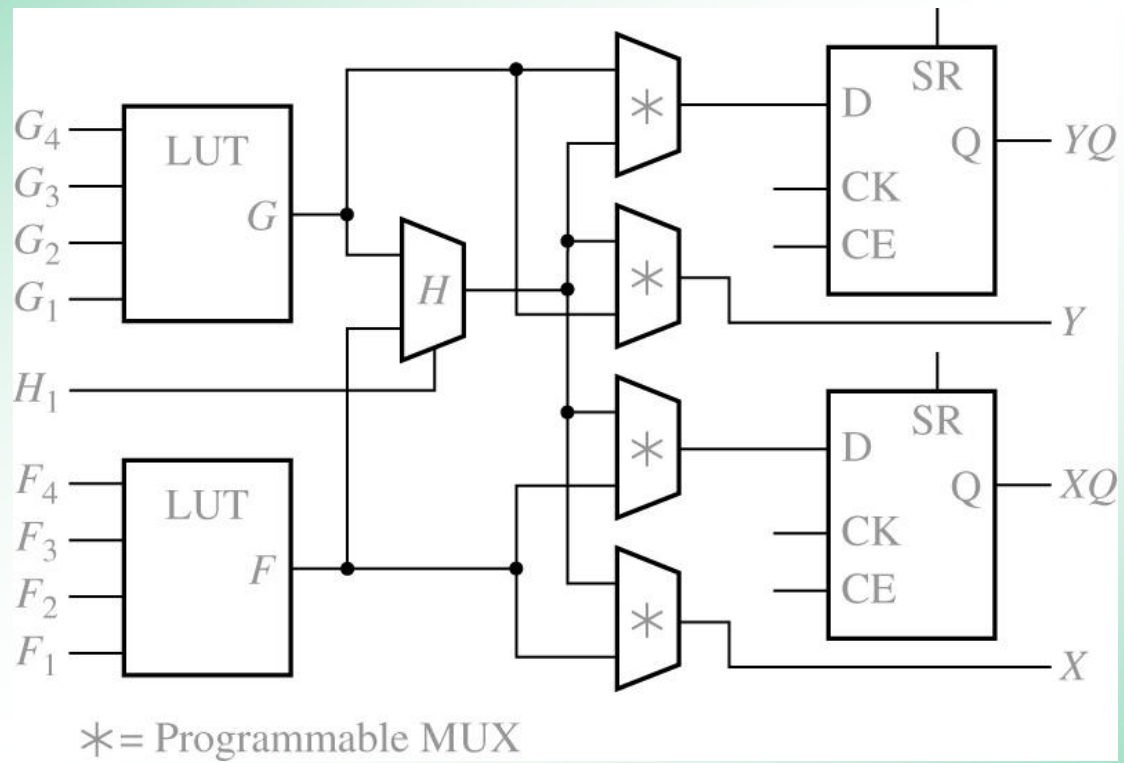 G4
G3
G2
G1
LUT
G
H
H1
F4
F3
F2
F1
LUT
F
*
*
*
*
SR
D
Q
CK
CE
YQ
Y
SR
D
Q
CK
CE
XQ
X
* = Programmable MUX